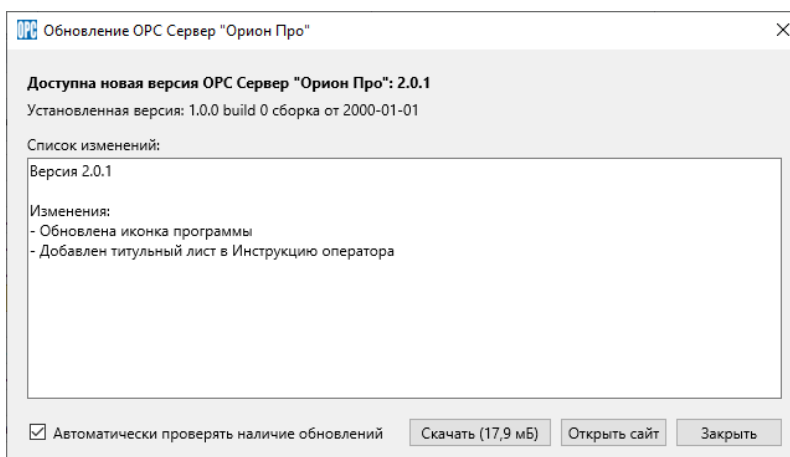 OPC Обновление OPC Сервер "Орион Про"
Доступна новая версия OPC Сервер "Орион Про": 2.0.1
Установленная версия: 1.0.0 build 0 сборка от 2000-01-01
Список изменений:
Версия 2.0.1
Изменения:
- Обновлена иконка программы
- Добавлен титульный лист в Инструкцию оператора
Автоматически проверять наличие обновлений Скачать (17,9 мБ) Открыть сайт Закрыть